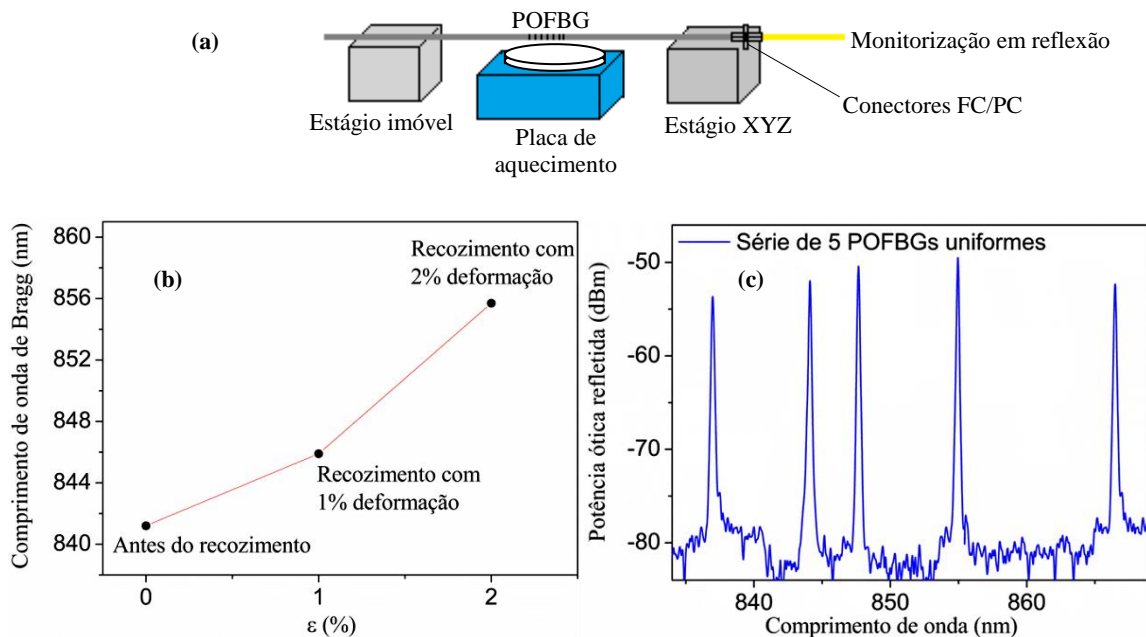 (a)
POFBG
Monitorização em reflexão
Conectores FC/PC
Estágio imóvel
Placa de
aquecimento
Estágio XYZ
(b)
Comprimento de onda de Bragg (nm)
860
856
852
848
844
840
Recozimento com
2% deformação
Recozimento com
1% deformação
Antes do recozimento
0
1
2
ε (%)
(c)
Série de 5 POFBGs uniformes
Potência ótica refletida (dBm)
-50
-60
-70
-80
840
850
860
Comprimento de onda (nm)